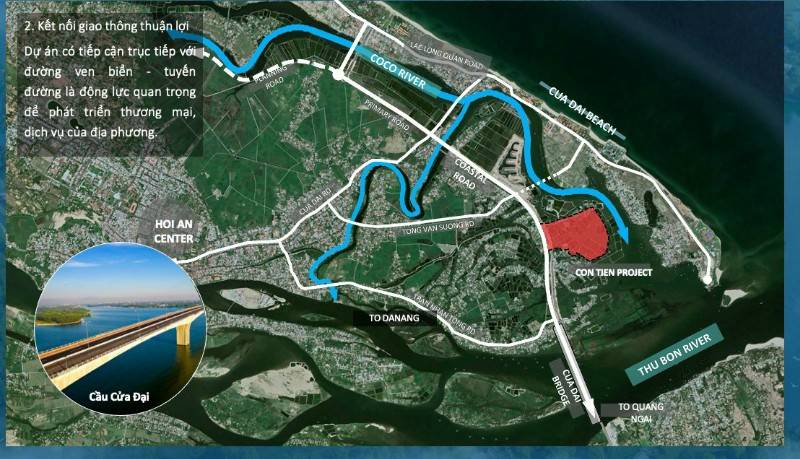 2. Kết nối giao thông thuận lợi
Dự án có tiếp cận trục tiếp với
đường ven biển - tuyến
đường là động lực quan trọng
để phát triển thương mại,
dịch vụ của địa phương.
LAE LONG QUAN ROAD
COCO RIVER
PLANNING
ROAD
PRIMARY ROAD
CUA DAI BEACH
COASTAL
ROAD
CUA DAI RD
TONG VAN SUONG RD
HOI AN
CENTER
CON TIEN PROJECT
TRAN NHAN TONG RD
TO DANANG
THU BON RIVER
CUA DAI
BRIDGE
Cầu Cửa Đại
TO QUANG
NGAI